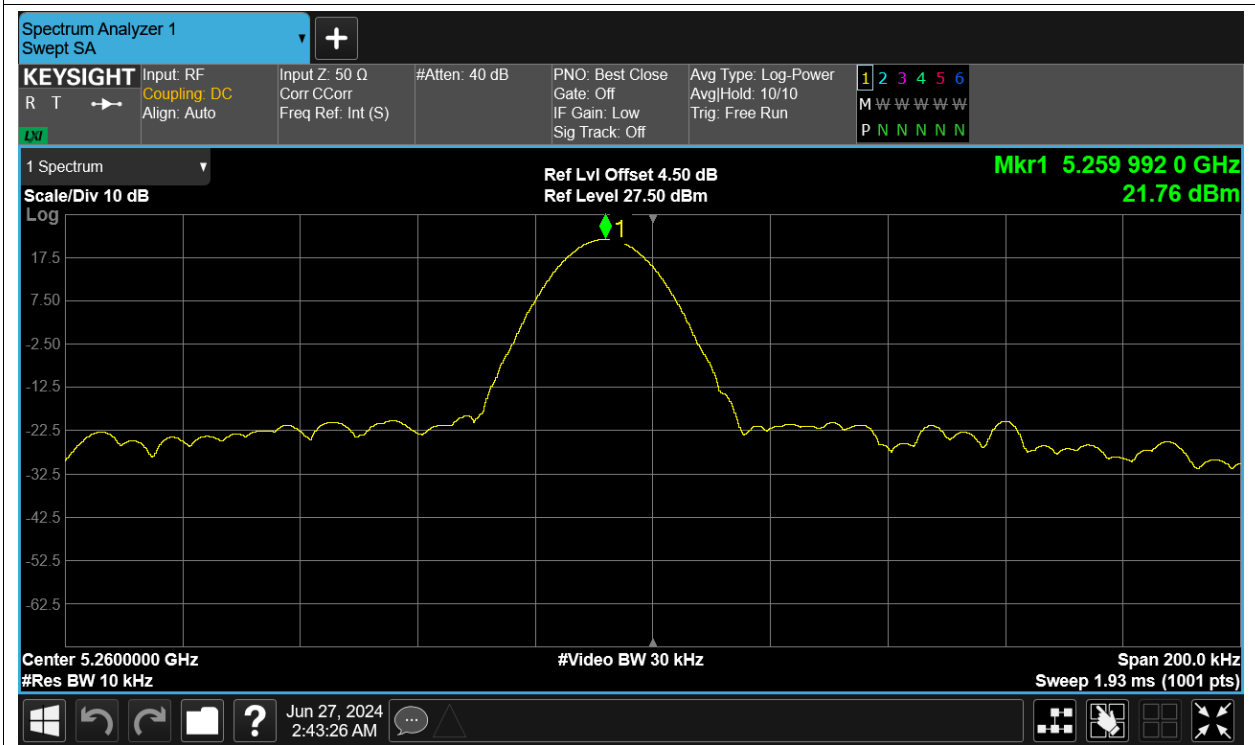 Spectrum Analyzer 1
Swept SA
+
KEYSIGHT
R T
LXI
Input: RF
Coupling: DC
Align: Auto
Input Z: 50 Ω
Corr CCorr
Freq Ref: Int (S)
#Atten: 40 dB
PNO: Best Close
Gate: Off
IF Gain: Low
Sig Track: Off
Avg Type: Log-Power
Avg|Hold: 10/10
Trig: Free Run
1 2 3 4 5 6
M W W W W W
P N N N N N
1 Spectrum
Scale/Div 10 dB
Log
Ref Lvl Offset 4.50 dB
Ref Level 27.50 dBm
Mkr1 5.259 992 0 GHz
21.76 dBm
1
17.5
7.50
-2.50
-12.5
-22.5
-32.5
-42.5
-52.5
-62.5
Center 5.2600000 GHz
#Res BW 10 kHz
#Video BW 30 kHz
Span 200.0 kHz
Sweep 1.93 ms (1001 pts)
?
Jun 27, 2024
2:43:26 AM